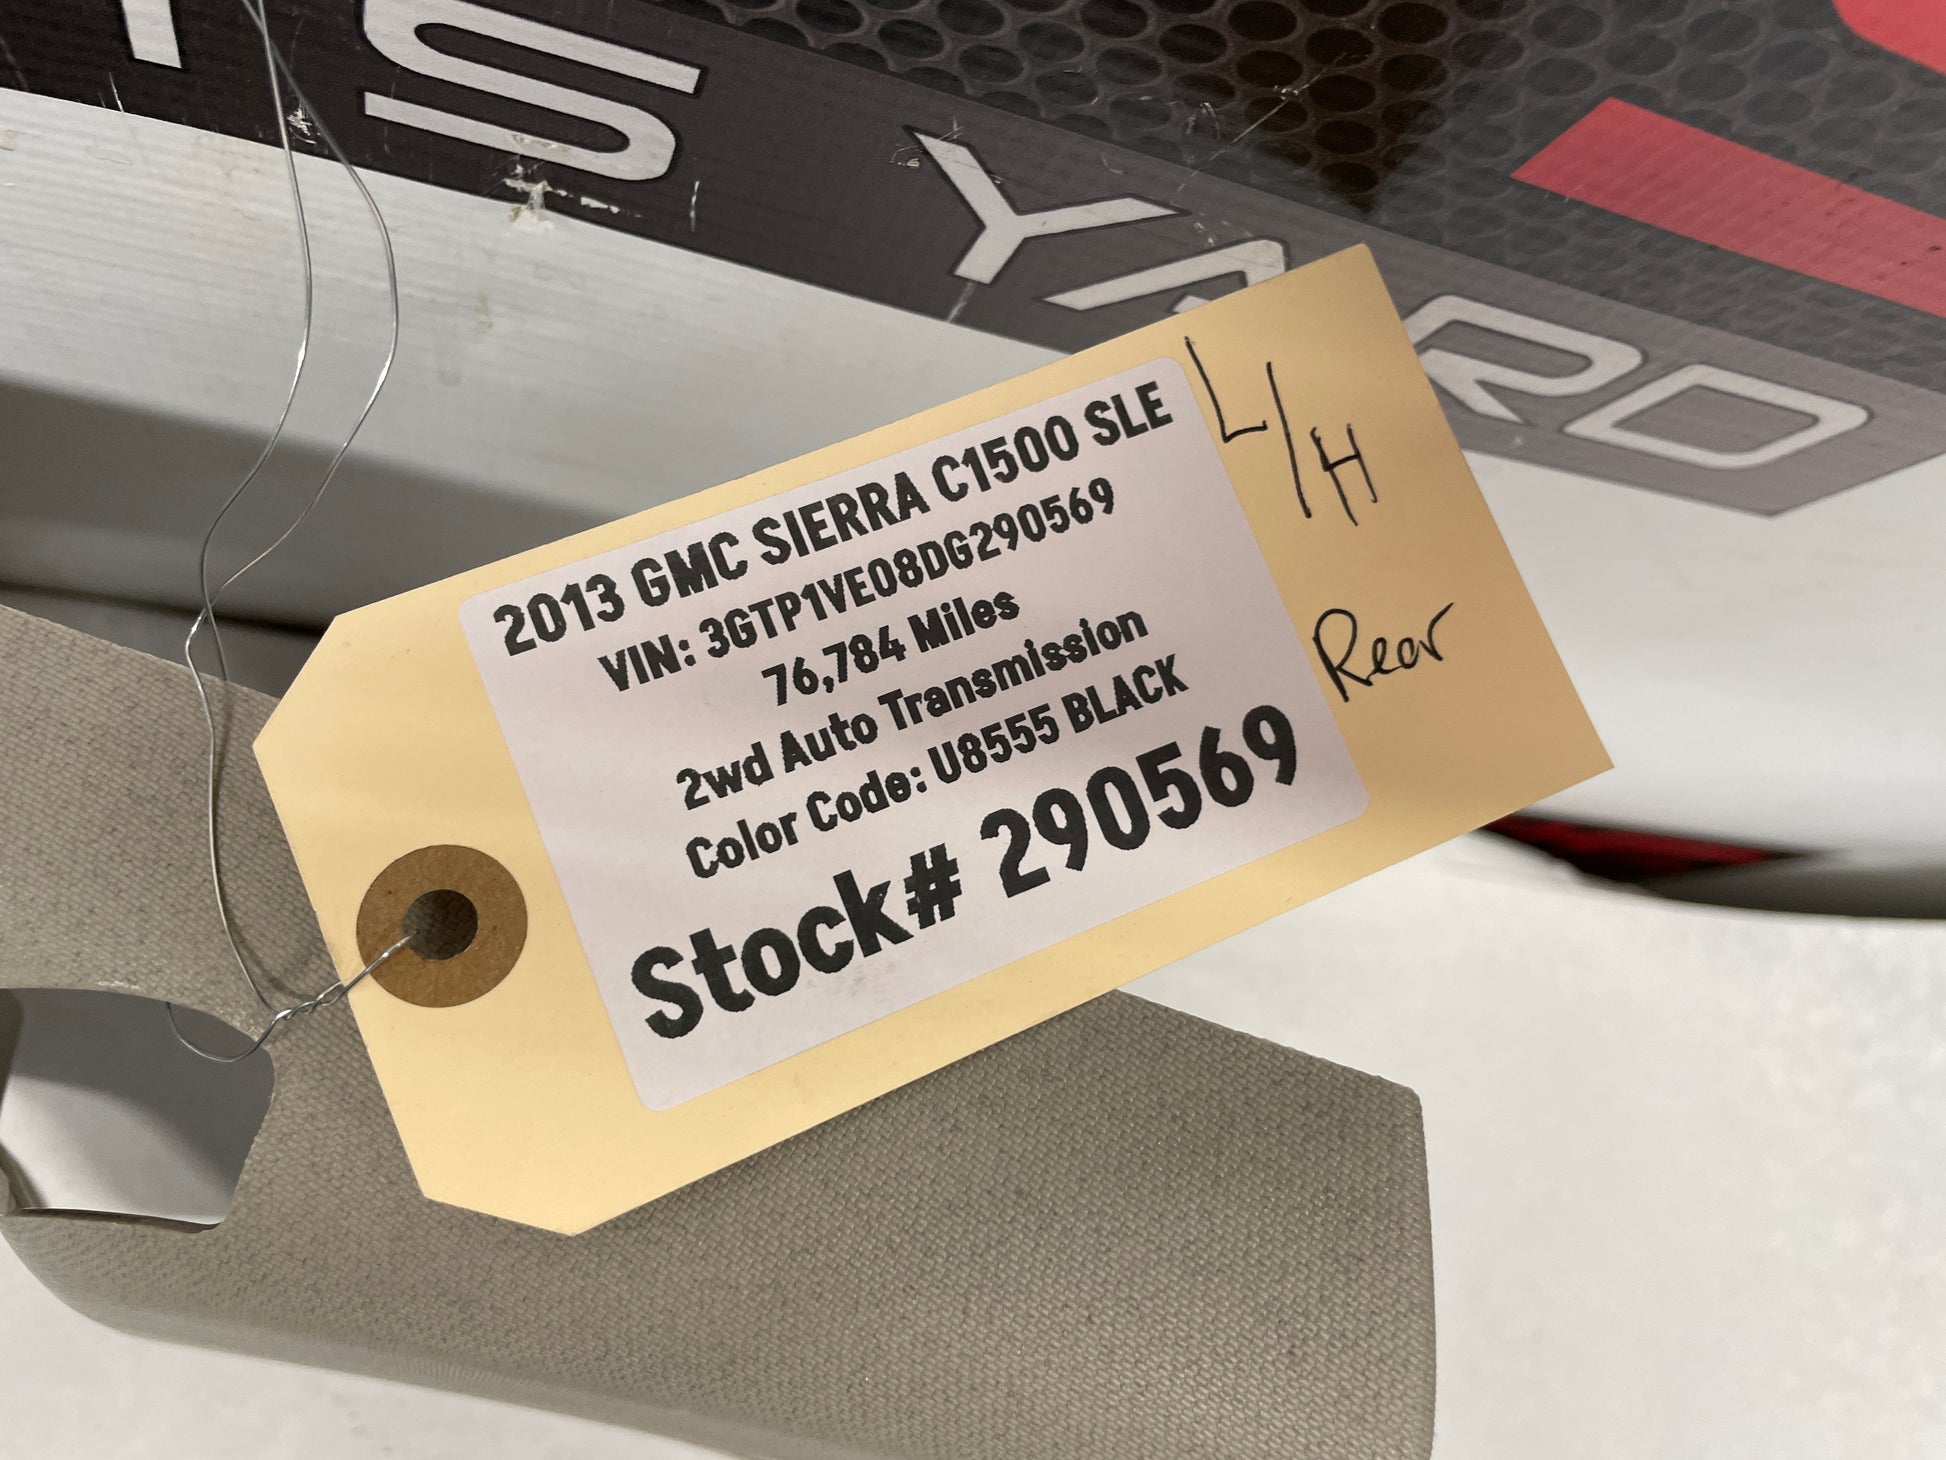 S YARD
2013 GMC SIERRA C1500 SLE
VIN: 3GTP1VE08DG290569
76,784 Miles
2wd Auto Transmission
Color Code: U8555 BLACK
Stock# 290569
L/H
Rear